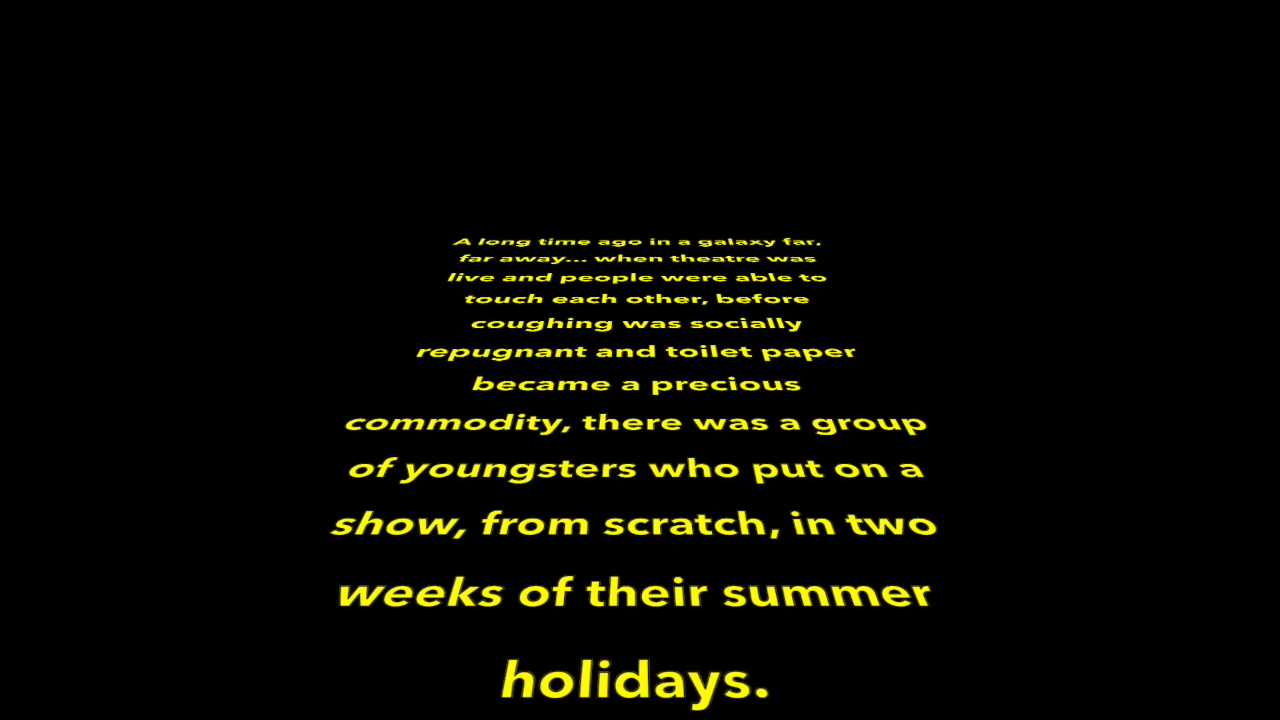 A long time ago in a galaxy far,
far away... when theatre was
live and people were able to
touch each other, before
coughing was socially
repugnant and toilet paper
became a precious
commodity, there was a group
of youngsters who put on a
show, from scratch, in two
weeks of their summer
holidays.